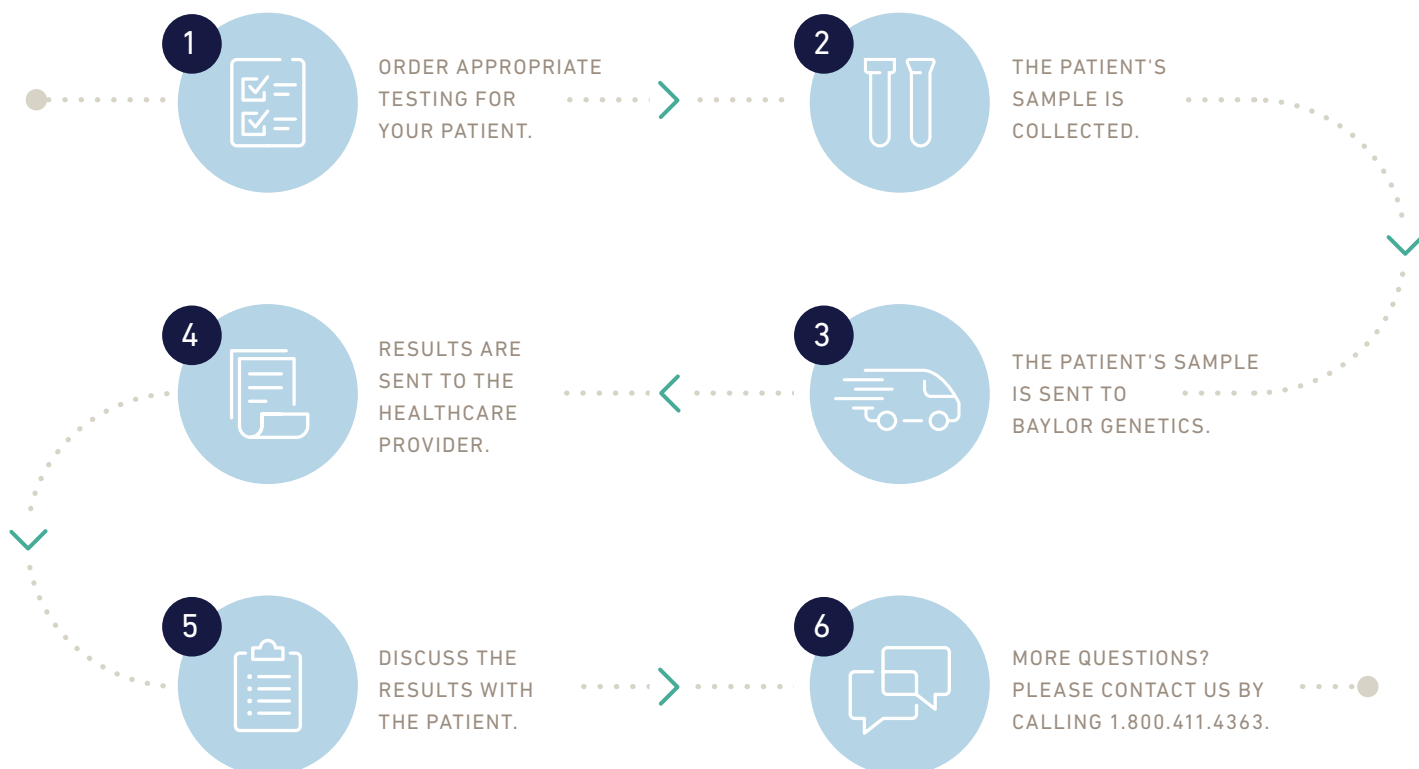 1
ORDER APPROPRIATE
TESTING FOR
YOUR PATIENT.
2
THE PATIENT'S
SAMPLE IS
COLLECTED.
3
THE PATIENT'S SAMPLE
IS SENT TO
BAYLOR GENETICS.
4
RESULTS ARE
SENT TO THE
HEALTHCARE
PROVIDER.
5
DISCUSS THE
RESULTS WITH
THE PATIENT.
6
MORE QUESTIONS?
PLEASE CONTACT US BY
CALLING 1.800.411.4363.